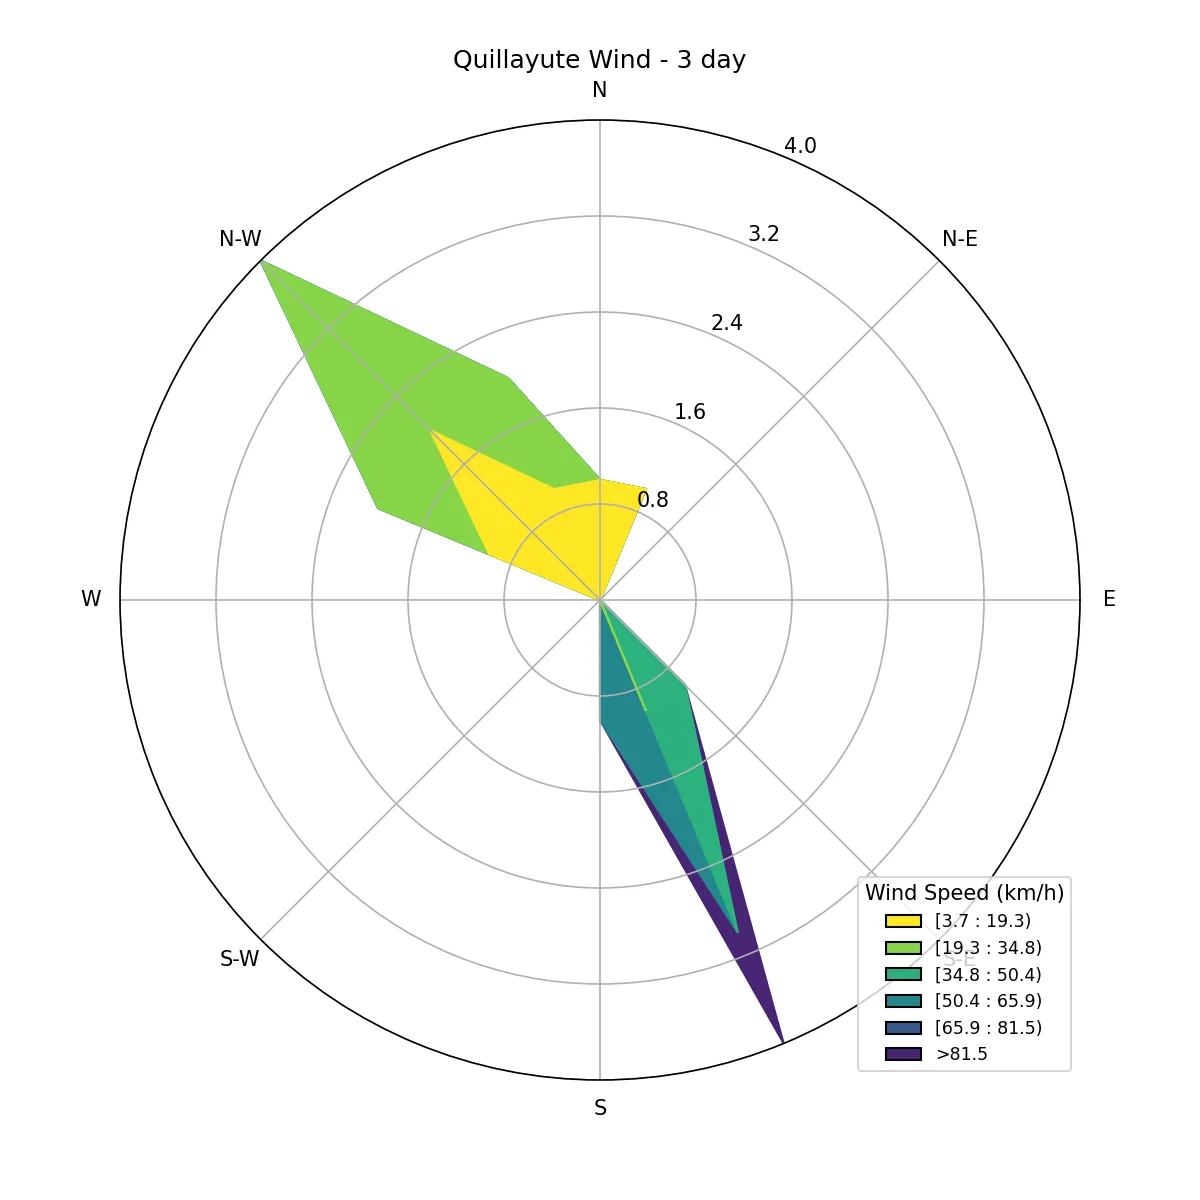 Quillayute Wind - 3 day
N
4.0
N-W
3.2
N-E
2.4
1.6
0.8
W
E
Wind Speed (km/h)
[3.7 : 19.3)
[19.3 : 34.8)
S-W
S-E
[34.8 : 50.4)
[50.4 : 65.9)
[65.9 : 81.5)
>81.5
S